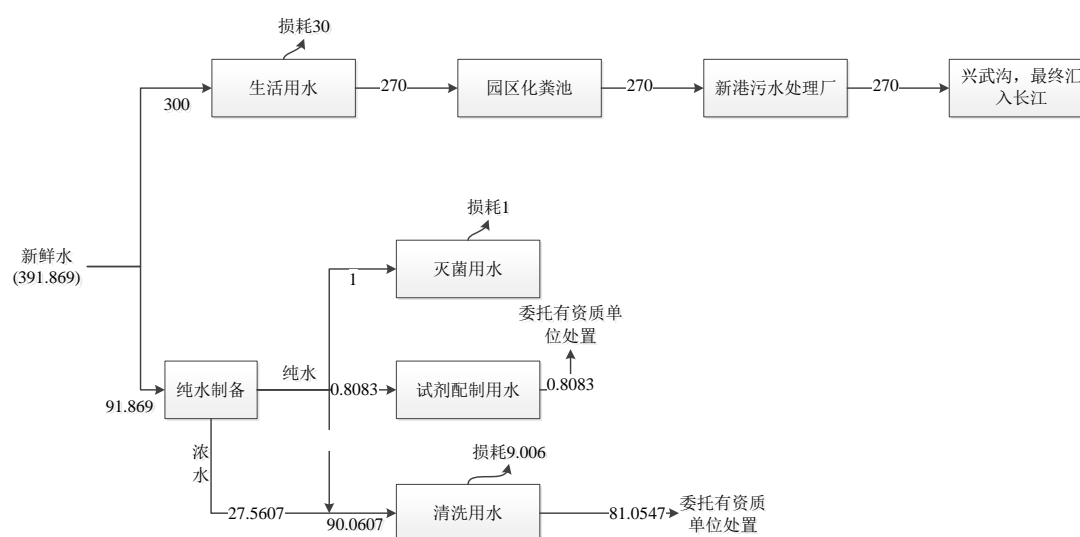 损耗30
生活用水
270
园区化粪池
270
新港污水处理厂
270
兴武沟，最终汇
入长江
300
损耗1
新鲜水
(391.869)
灭菌用水
1
委托有资质单
位处置
纯水
纯水制备
0.8083
试剂配制用水
0.8083
91.869
浓
水
损耗9.006
27.5607
90.0607
清洗用水
81.0547
委托有资质
单位处置